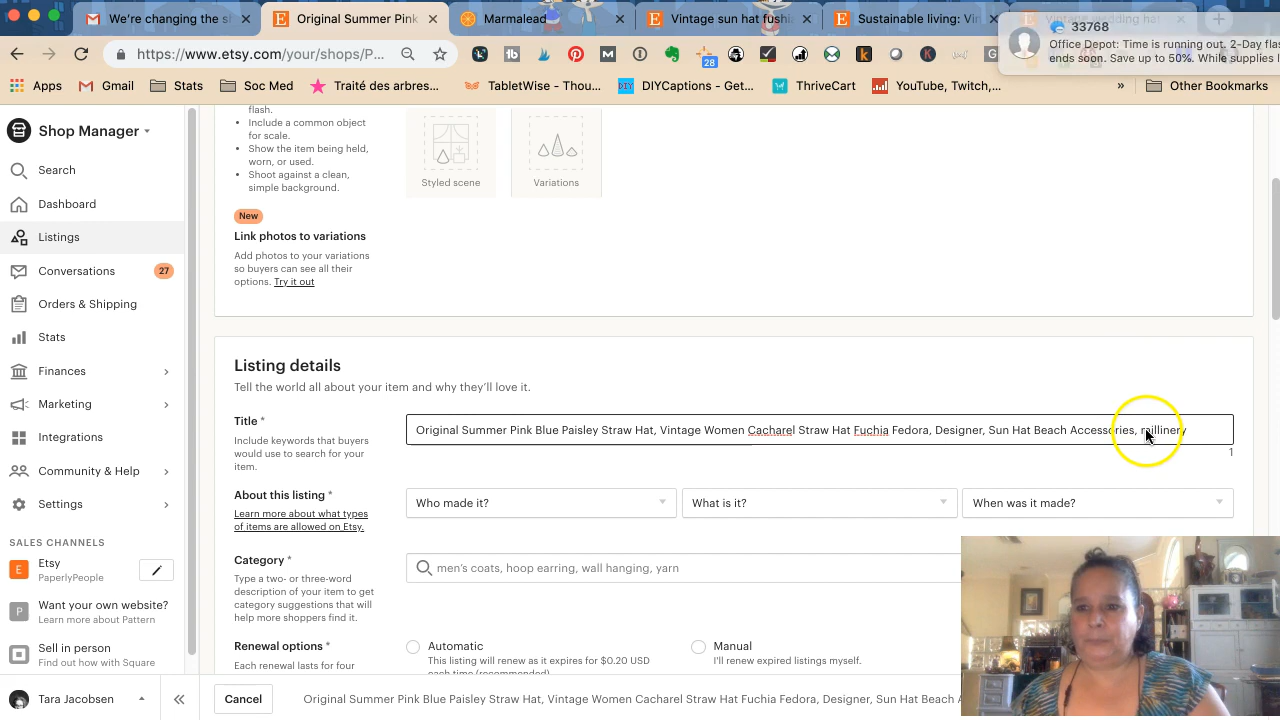 We're changing the s
Original Summer Pink
Marmalead
Vintage sun hat fushi
Sustainable living: Vin
Vintage wedding ha
33768
Office Depot: Time is running out. 2-Day flas
ends soon. Save up to 50%. While supplies l
https://www.etsy.com/your/shops/P...
28
Apps
Gmail
Stats
Soc Med
Traité des arbres...
TabletWise - Thou...
DIYCaptions - Get...
ThriveCart
YouTube, Twitch,...
»
Other Bookmarks
Shop Manager
Search
Dashboard
Listings
Conversations
27
Orders & Shipping
Stats
Finances
Marketing
Integrations
Community & Help
Settings
SALES CHANNELS
E
Etsy
PaperlyPeople
P
Want your own website?
Learn more about Pattern
Sell in person
Find out how with Square
Tara Jacobsen
flash.
• Include a common object
for scale.
• Show the item being held,
worn, or used.
• Shoot against a clean,
simple background.
Styled scene
Variations
New
Link photos to variations
Add photos to your variations
so buyers can see all their
options. Try it out
Listing details
Tell the world all about your item and why they'll love it.
Title *
Include keywords that buyers
would use to search for your
item.
Original Summer Pink Blue Paisley Straw Hat, Vintage Women Cacharel Straw Hat Fuchia Fedora, Designer, Sun Hat Beach Accessories, millinery
1
About this listing *
Learn more about what types
of items are allowed on Etsy.
Who made it?
What is it?
When was it made?
Category *
Type a two- or three-word
description of your item to get
category suggestions that will
help more shoppers find it.
men's coats, hoop earring, wall hanging, yarn
Renewal options *
Each renewal lasts for four
Automatic
This listing will renew as it expires for $0.20 USD
each time (recommended).
Manual
I'll renew expired listings myself.
Cancel
Original Summer Pink Blue Paisley Straw Hat, Vintage Women Cacharel Straw Hat Fuchia Fedora, Designer, Sun Hat Beach A